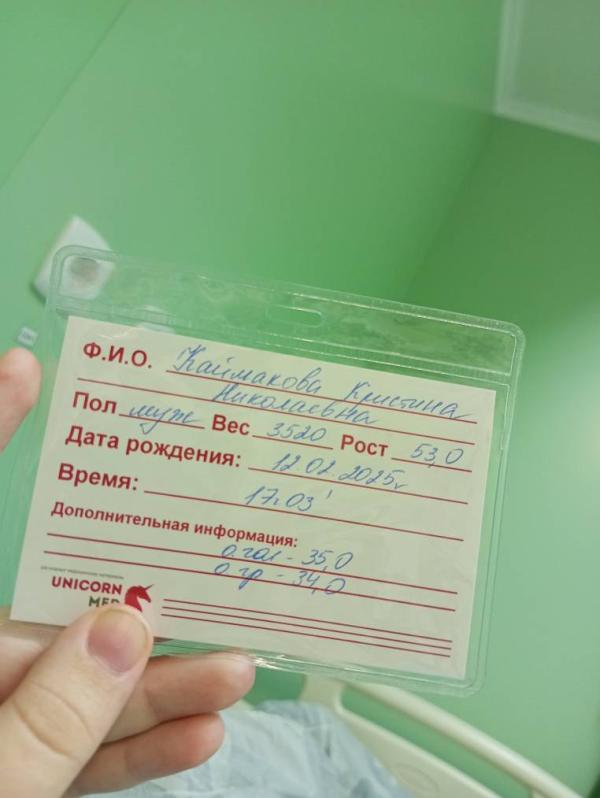 Ф.И.О. Каймакова Кристина
Николаевна
Пол муж Вес 3520 Рост 53,0
Дата рождения: 12.02.2025г
Время: 17.03'
Дополнительная информация:
о.гол - 35,0
о гр - 34,0
UNICORN
MED